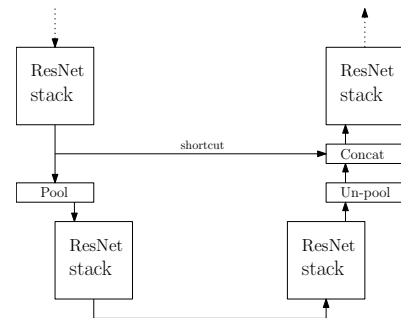 ResNet
stack
ResNet
stack
shortcut
Concat
Pool
Un-pool
ResNet
stack
ResNet
stack